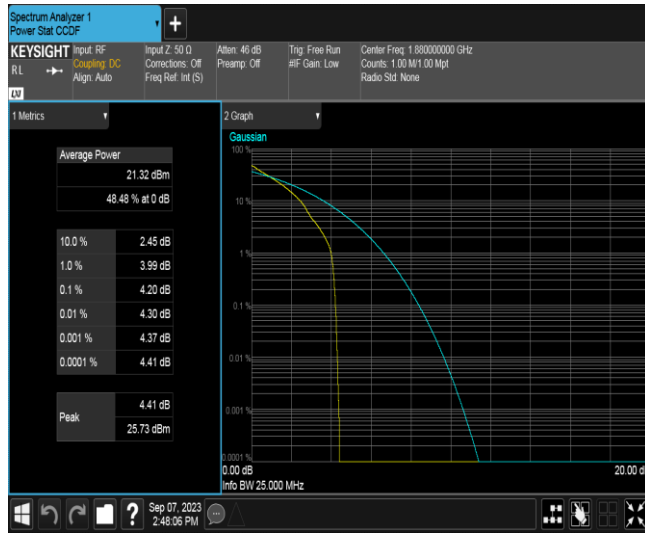 Spectrum Analyzer 1
Power Stat CCDF
+
KEYSIGHT
RL
LXI
Input: RF
Coupling: DC
Align: Auto
Input Z: 50 Ω
Corrections: Off
Freq Ref: Int (S)
Atten: 46 dB
Preamp: Off
Trig: Free Run
#IF Gain: Low
Center Freq: 1.880000000 GHz
Counts: 1.00 M/1.00 Mpt
Radio Std: None
1 Metrics
Average Power
21.32 dBm
48.48 % at 0 dB
10.0 % 2.45 dB
1.0 % 3.99 dB
0.1 % 4.20 dB
0.01 % 4.30 dB
0.001 % 4.37 dB
0.0001 % 4.41 dB
Peak
4.41 dB
25.73 dBm
2 Graph
Gaussian
100 %
10 %
1 %
0.1 %
0.01 %
0.001 %
0.0001 %
0.00 dB
20.00 d
Info BW 25.000 MHz
?
Sep 07, 2023
2:48:06 PM